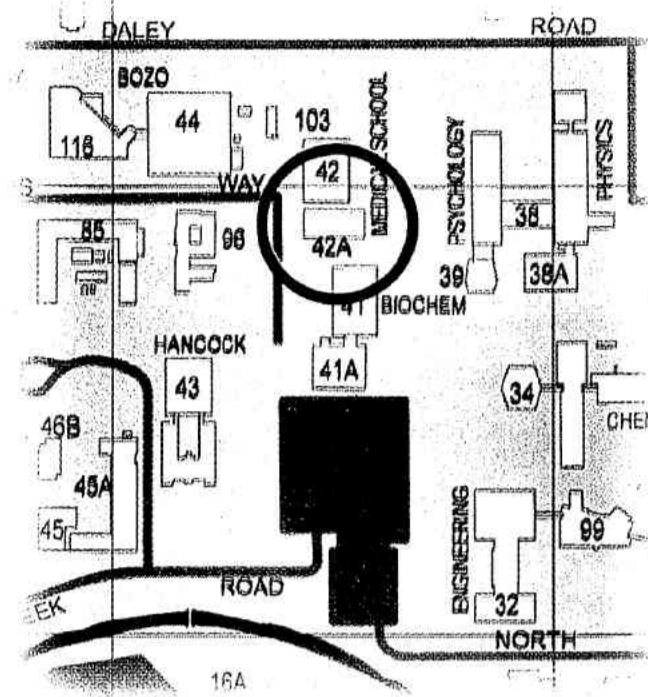 DALEY
ROAD
BOZO
116
44
103
42
MEDICAL SCHOOL
PSYCHOLOGY
PHYSICS
WAY
85
96
42A
38
39
38A
41
BIOCHEM
HANCOCK
43
41A
34
46B
45A
45
ENGINEERING
99
32
ROAD
EEK
NORTH
16A